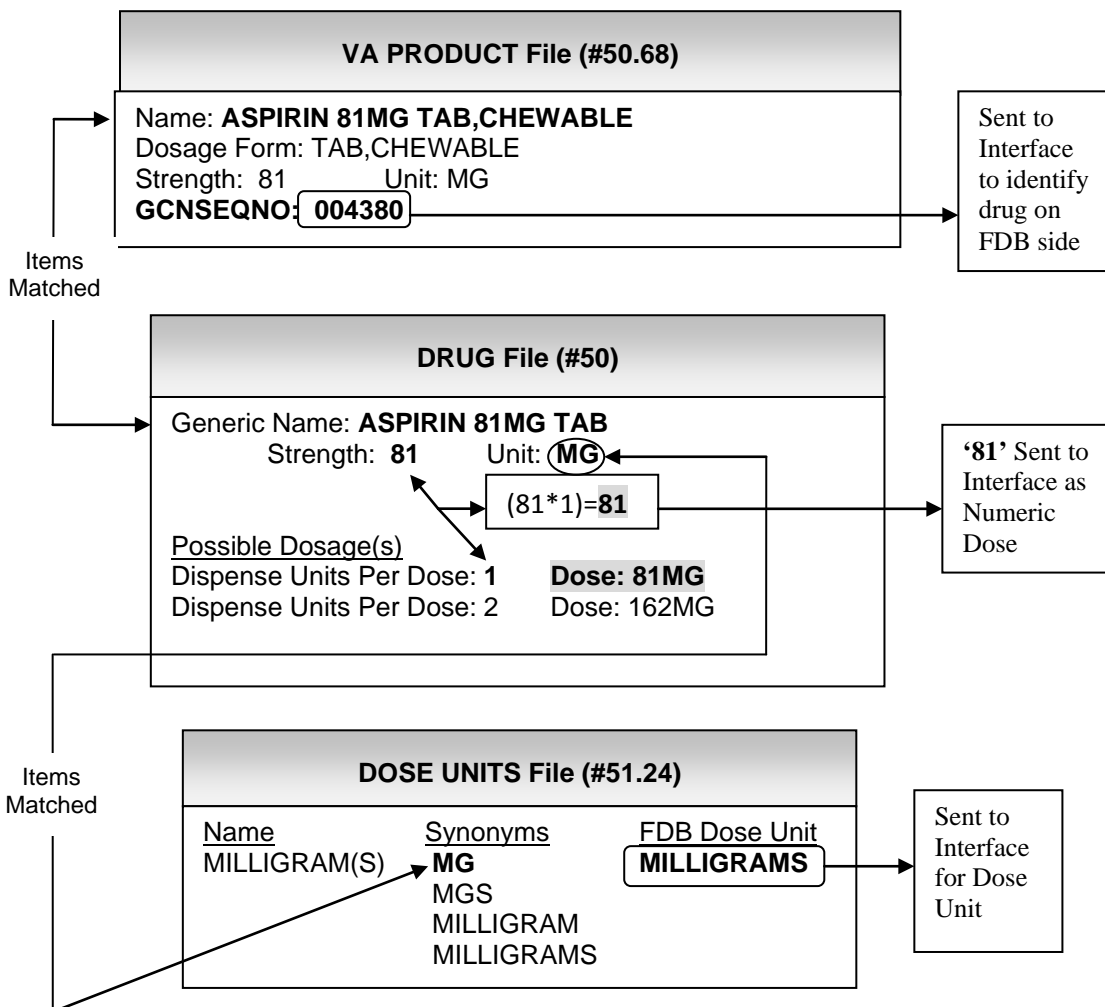 VA PRODUCT File (#50.68)
Name: ASPIRIN 81MG TAB,CHEWABLE
Dosage Form: TAB,CHEWABLE
Strength: 81 Unit: MG
GCNSEQNO: 004380
Sent to
Interface
to identify
drug on
FDB side
Items
Matched
DRUG File (#50)
Generic Name: ASPIRIN 81MG TAB
Strength: 81 Unit: MG
(81*1)=81
Possible Dosage(s)
Dispense Units Per Dose: 1 Dose: 81MG
Dispense Units Per Dose: 2 Dose: 162MG
‘81’ Sent to
Interface as
Numeric
Dose
Items
Matched
DOSE UNITS File (#51.24)
Name Synonyms FDB Dose Unit
MILLIGRAM(S) MG MILLIGRAMS
MGS
MILLIGRAM
MILLIGRAMS
Sent to
Interface
for Dose
Unit